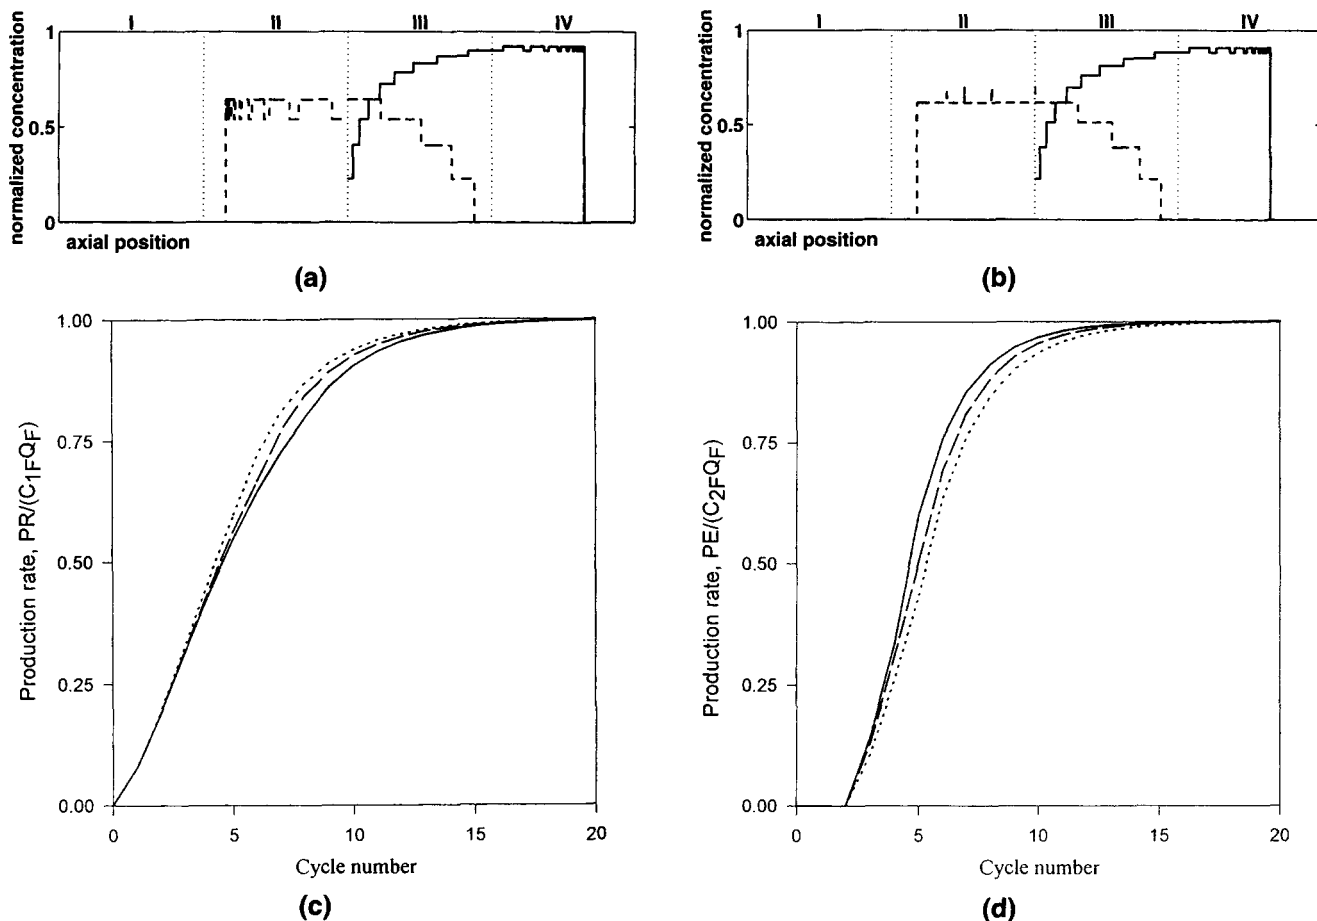 I II III IV
normalized concentration
1
0.5
0
axial position
(a)
I II III IV
normalized concentration
1
0.5
0
axial position
(b)
Production rate, PR/(C1FQF)
1.00
0.75
0.50
0.25
0.00
0 5 10 15 20
Cycle number
(c)
Production rate, PE/(C2FQF)
1.00
0.75
0.50
0.25
0.00
0 5 10 15 20
Cycle number
(d)